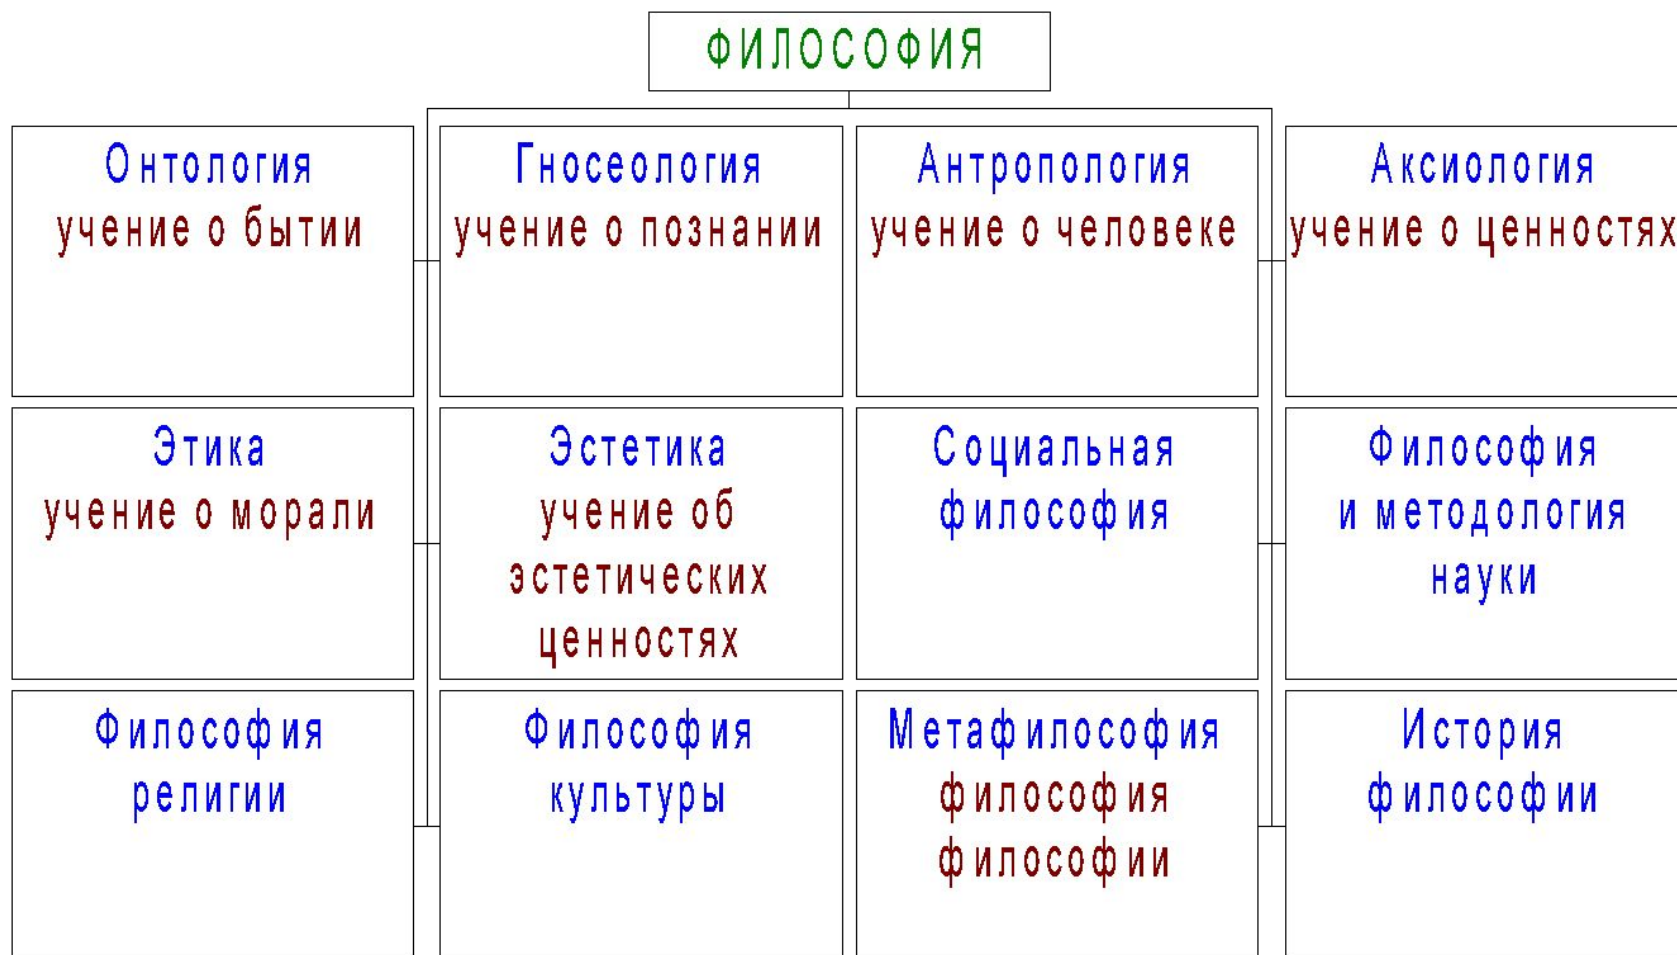 ФИЛОСОФИЯ
Онтология
учение о бытии
Гносеология
учение о познании
Антропология
учение о человеке
Аксиология
учение о ценностях
Этика
учение о морали
Эстетика
учение об
эстетических
ценностях
Социальная
философия
Философия
и методология
науки
Философия
религии
Философия
культуры
Метафилософия
философия
философии
История
философии